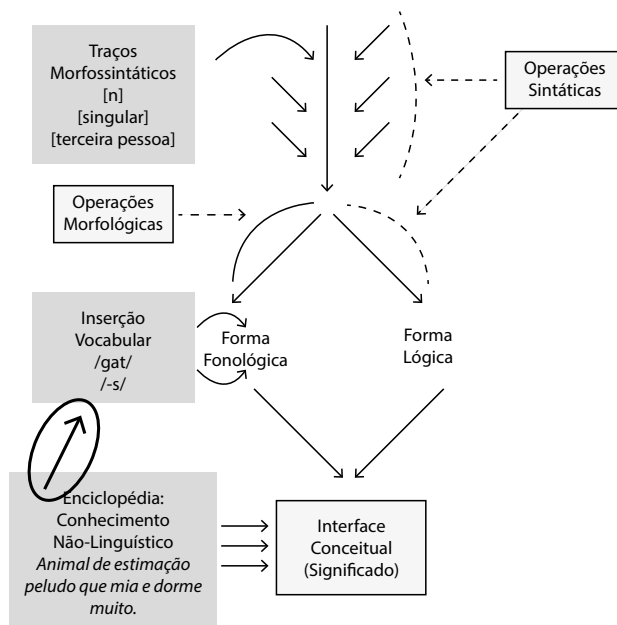 Traços
Morfossintáticos
[n]
[singular]
[terceira pessoa]
Operações
Sintáticas
Operações
Morfológicas
Inserção
Vocabular
/gat/
/-s/
Forma
Fonológica
Forma
Lógica
Enciclopédia:
Conhecimento
Não-Linguístico
Animal de estimação
peludo que mia e dorme
muito.
Interface
Conceitual
(Significado)